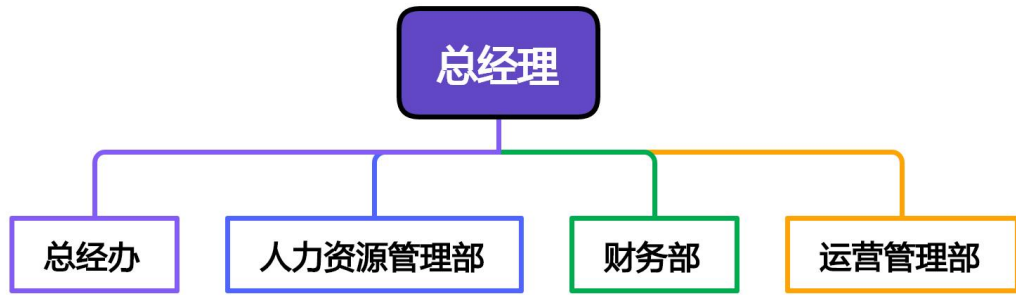 总经理
总经办
人力资源管理部
财务部
运营管理部